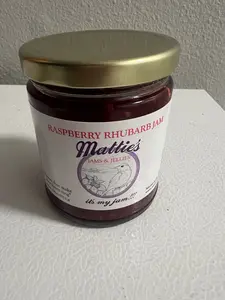 RASPBERRY RHUBARB JAM
Mattie's
JAMS & JELLIES
it's my jam!!!